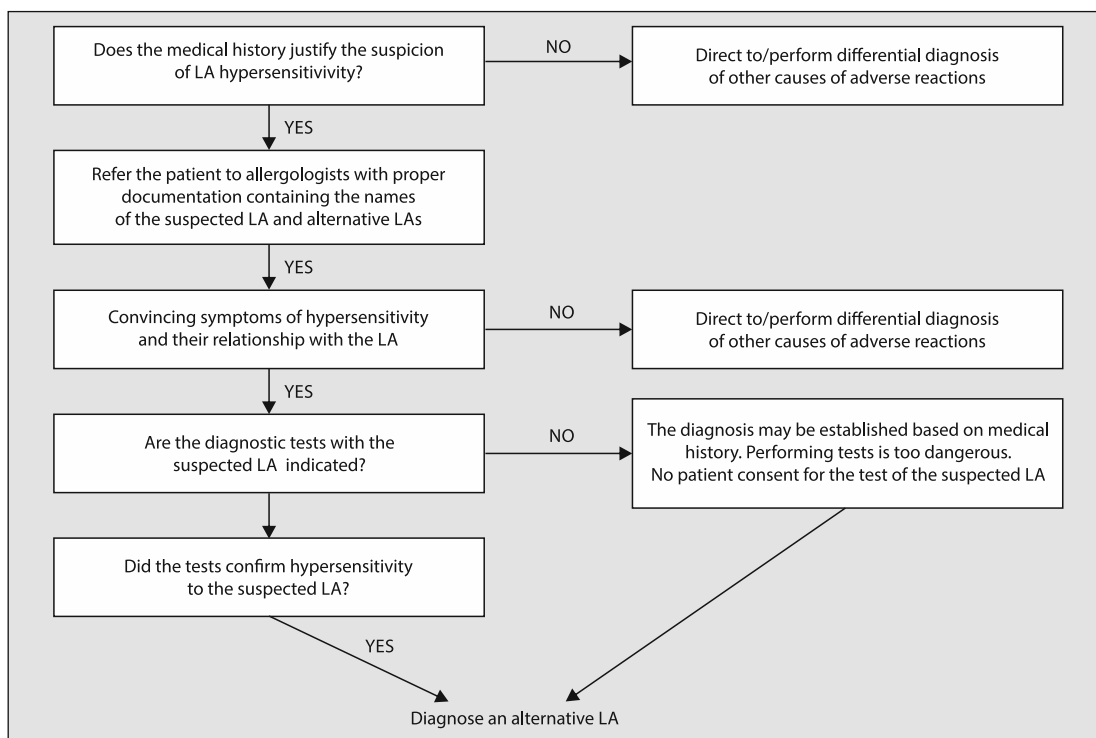 Does the medical history justify the suspicion
of LA hypersensitivivity?
NO
Direct to/perform differential diagnosis
of other causes of adverse reactions
YES
Refer the patient to allergologists with proper
documentation containing the names
of the suspected LA and alternative LAs
YES
Convincing symptoms of hypersensitivity
and their relationship with the LA
NO
Direct to/perform differential diagnosis
of other causes of adverse reactions
YES
Are the diagnostic tests with the
suspected LA indicated?
NO
The diagnosis may be established based on medical
history. Performing tests is too dangerous.
No patient consent for the test of the suspected LA
Did the tests confirm hypersensitivity
to the suspected LA?
YES
Diagnose an alternative LA